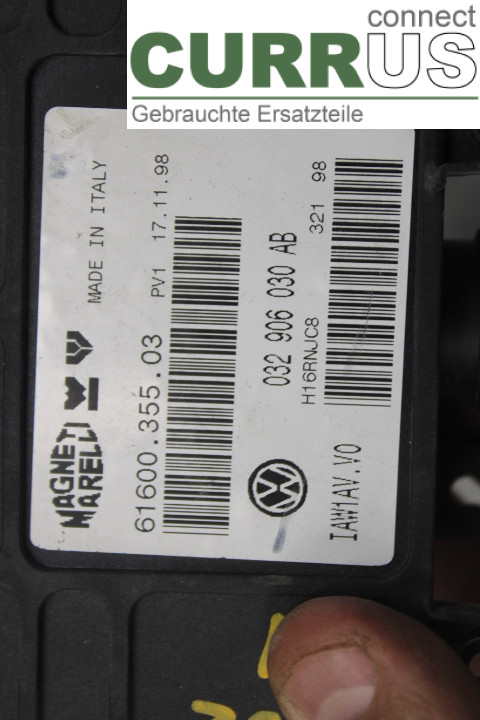 connect
CURRUS
Gebrauchte Ersatzteile
MAGNETI
MARELLI
MADE IN ITALY
61600.355.03
PV1 17.11.98
032 906 030 AB
H16RNJC8
321 98
IAW1AV.V0